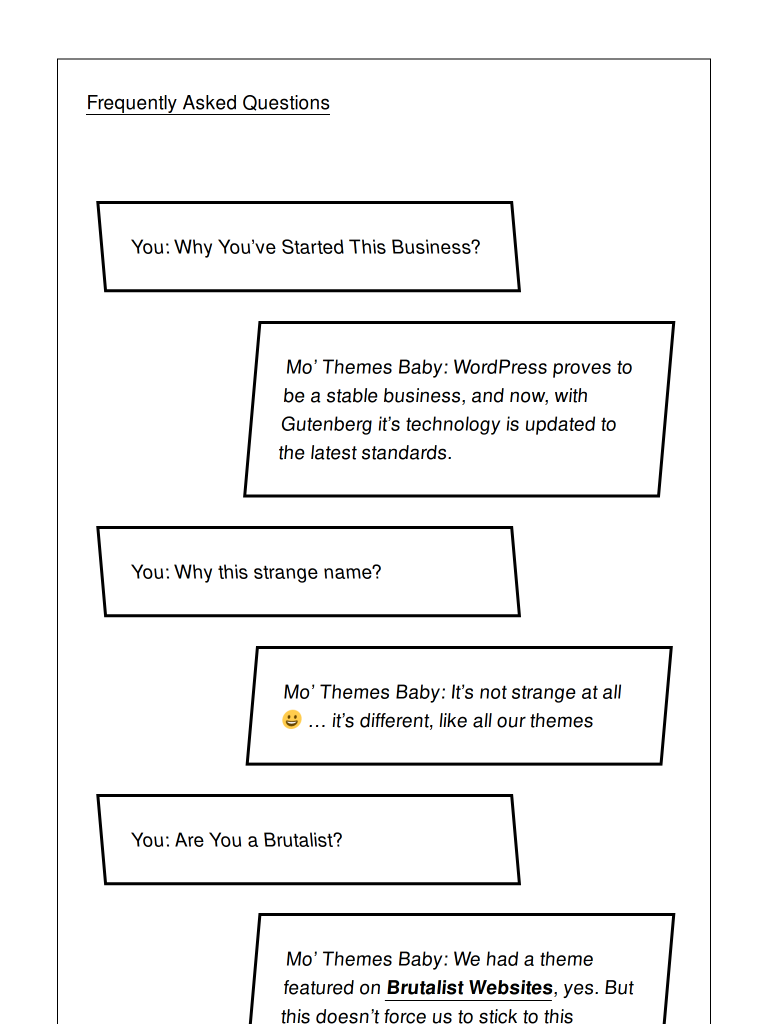 Frequently Asked Questions
You: Why You’ve Started This Business?
Mo’ Themes Baby: WordPress proves to
be a stable business, and now, with
Gutenberg it’s technology is updated to
the latest standards.
You: Why this strange name?
Mo’ Themes Baby: It’s not strange at all
😀 … it’s different, like all our themes
You: Are You a Brutalist?
Mo’ Themes Baby: We had a theme
featured on Brutalist Websites, yes. But
this doesn’t force us to stick to this